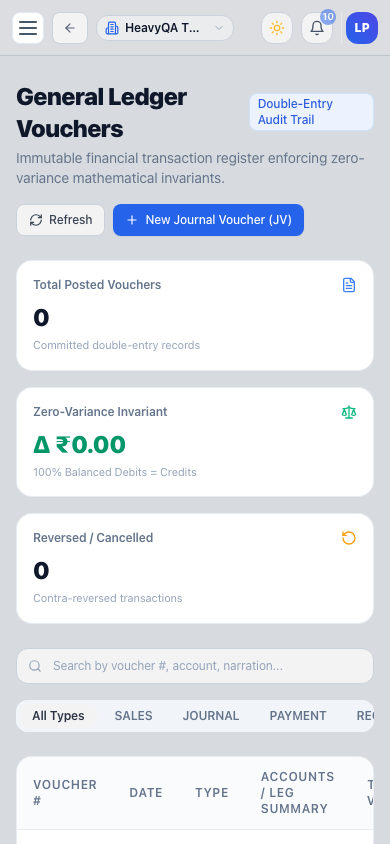 HeavyQA T...
10
LP
General Ledger
Vouchers
Double-Entry
Audit Trail
Immutable financial transaction register enforcing zero-
variance mathematical invariants.
Refresh
New Journal Voucher (JV)
Total Posted Vouchers
0
Committed double-entry records
Zero-Variance Invariant
Δ ₹0.00
100% Balanced Debits = Credits
Reversed / Cancelled
0
Contra-reversed transactions
Search by voucher #, account, narration...
All Types SALES JOURNAL PAYMENT
VOUCHER
#
DATE
TYPE
ACCOUNTS
/ LEG
SUMMARY